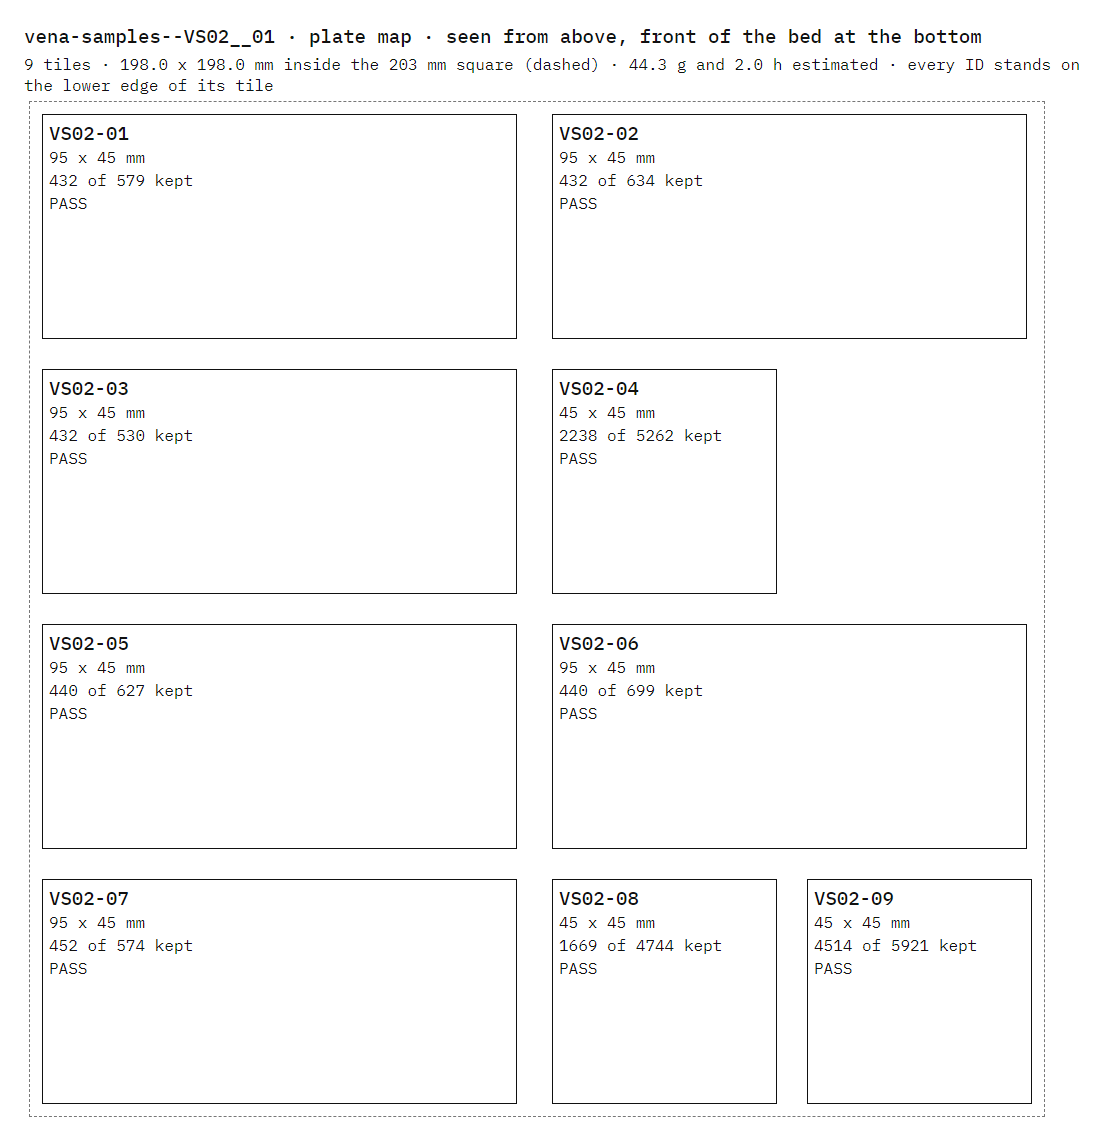 vena-samples--VS02__01 · plate map · seen from above, front of the bed at the bottom
9 tiles · 198.0 x 198.0 mm inside the 203 mm square (dashed) · 44.3 g and 2.0 h estimated · every ID stands on
the lower edge of its tile
VS02-01
95 x 45 mm
432 of 579 kept
PASS
VS02-02
95 x 45 mm
432 of 634 kept
PASS
VS02-03
95 x 45 mm
432 of 530 kept
PASS
VS02-04
45 x 45 mm
2238 of 5262 kept
PASS
VS02-05
95 x 45 mm
440 of 627 kept
PASS
VS02-06
95 x 45 mm
440 of 699 kept
PASS
VS02-07
95 x 45 mm
452 of 574 kept
PASS
VS02-08
45 x 45 mm
1669 of 4744 kept
PASS
VS02-09
45 x 45 mm
4514 of 5921 kept
PASS